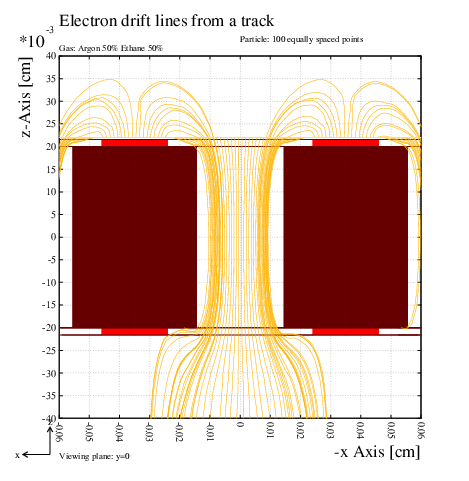 Electron drift lines from a track
*10 -3
Particle: 100 equally spaced points
Gas: Argon 50% Ethane 50%
z-Axis [cm]
40
35
30
25
20
15
10
5
0
-5
-10
-15
-20
-25
-30
-35
-40
0.06 0.05 0.04 0.03 0.02 0.01 0 0.01 0.02 0.03 0.04 0.05 0.06
z
x
Viewing plane: y=0
-x Axis [cm]